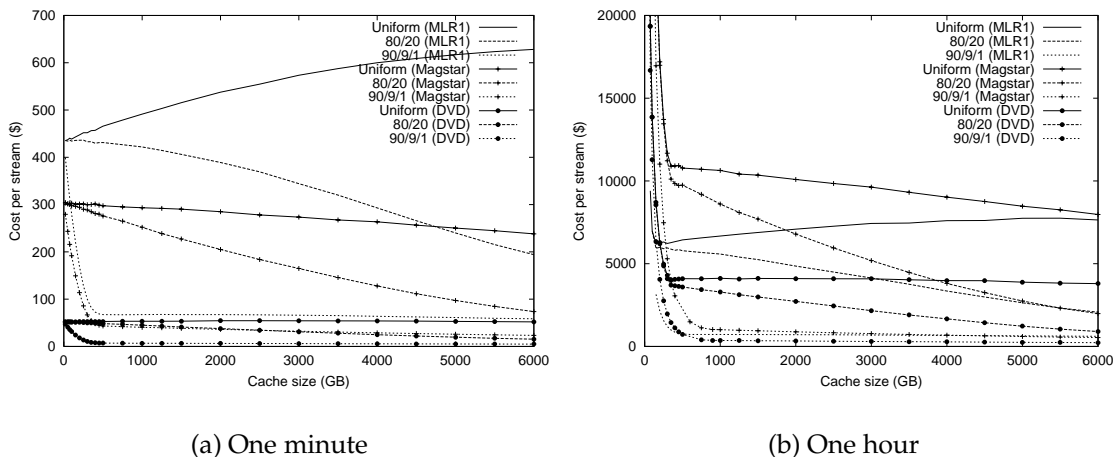 700
600
500
400
300
200
100
0
Cost per stream ($)
0 1000 2000 3000 4000 5000 6000
Cache size (GB)
Uniform (MLR1)
80/20 (MLR1)
90/9/1 (MLR1)
Uniform (Magstar)
80/20 (Magstar)
90/9/1 (Magstar)
Uniform (DVD)
80/20 (DVD)
90/9/1 (DVD)
(a) One minute
20000
15000
10000
5000
0
Cost per stream ($)
0 1000 2000 3000 4000 5000 6000
Cache size (GB)
Uniform (MLR1)
80/20 (MLR1)
90/9/1 (MLR1)
Uniform (Magstar)
80/20 (Magstar)
90/9/1 (Magstar)
Uniform (DVD)
80/20 (DVD)
90/9/1 (DVD)
(b) One hour